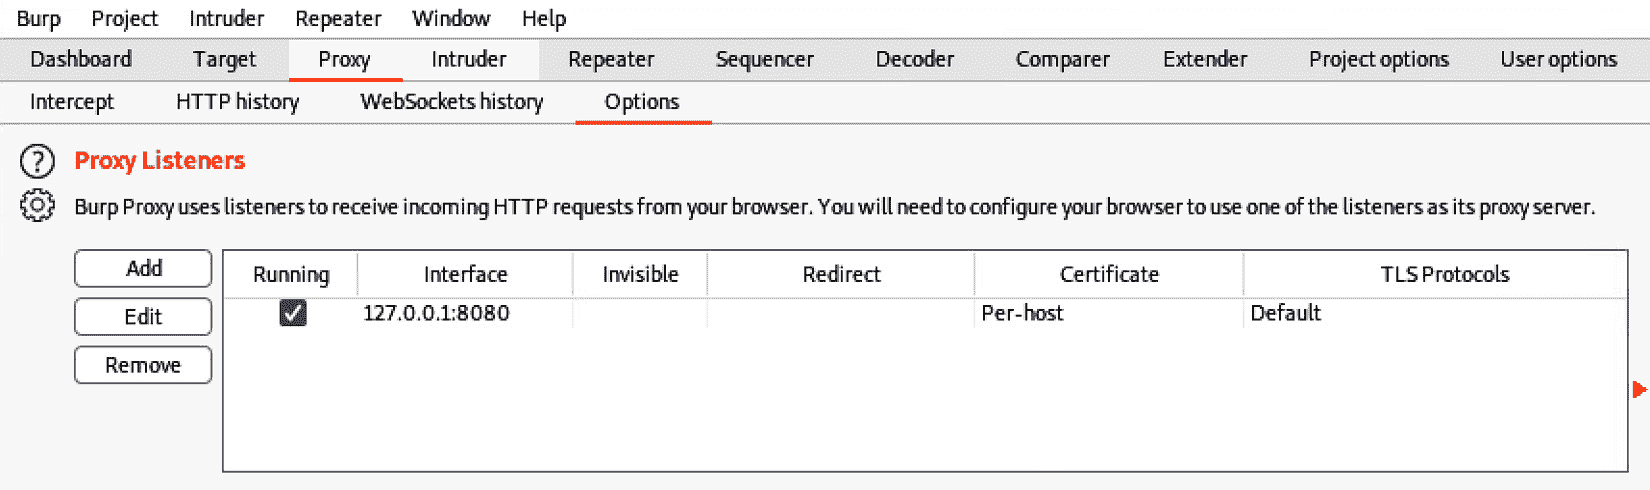 Burp Project Intruder Repeater Window Help
Dashboard Target Proxy Intruder Repeater Sequencer Decoder Comparer Extender Project options User options
Intercept HTTP history WebSockets history Options
Proxy Listeners
Burp Proxy uses listeners to receive incoming HTTP requests from your browser. You will need to configure your browser to use one of the listeners as its proxy server.
Add
Edit
Remove
Running Interface Invisible Redirect Certificate TLS Protocols
127.0.0.1:8080 Per-host Default